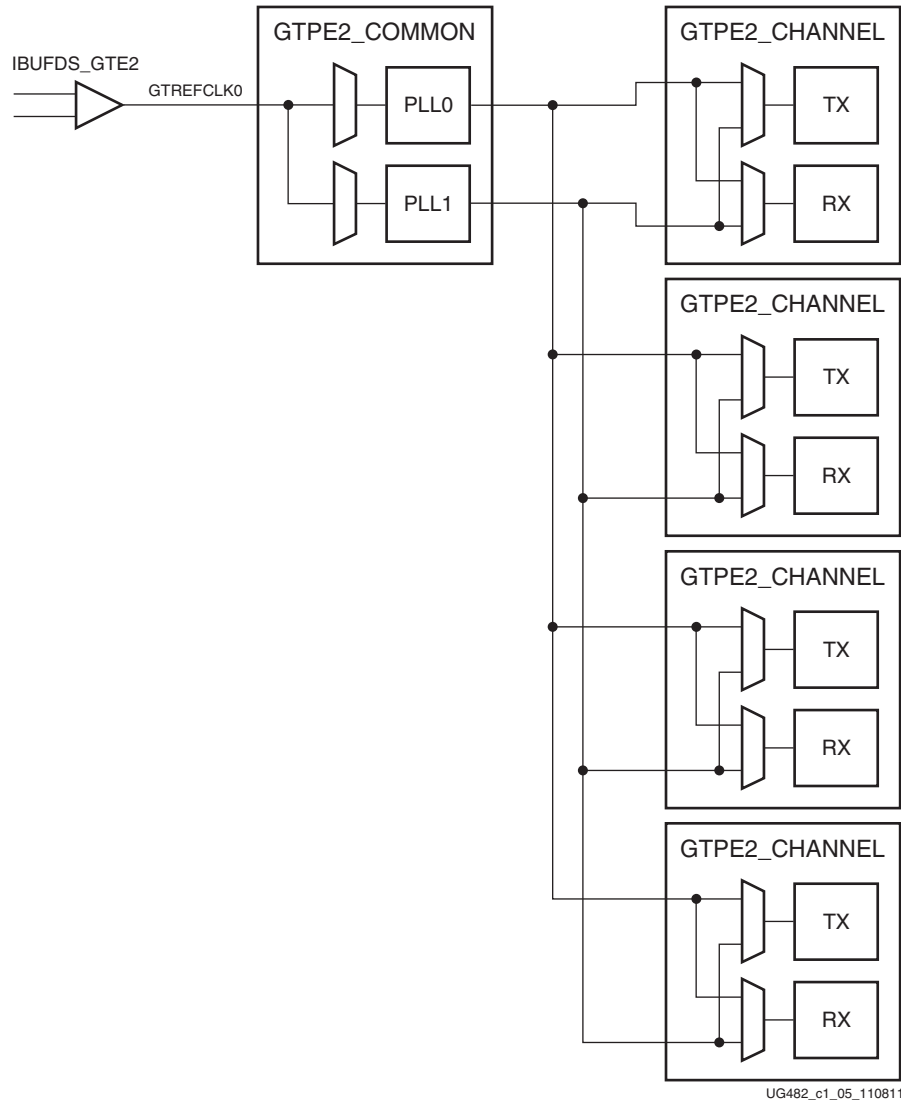 GTPE2_COMMON
GTPE2_CHANNEL
IBUFDS_GTE2
GTREFCLK0
PLL0
TX
PLL1
RX
GTPE2_CHANNEL
TX
RX
GTPE2_CHANNEL
TX
RX
GTPE2_CHANNEL
TX
RX
UG482_c1_05_110811